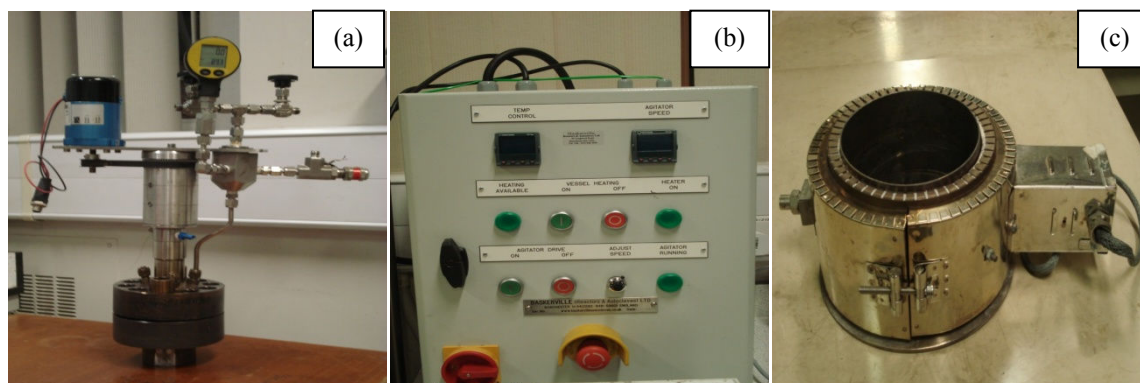 (a)
(b)
(c)
TEMP CONTROL
AGITATOR SPEED
HEATING AVAILABLE
VESSEL HEATING
ON OFF
HEATER ON
AGITATOR DRIVE
ON OFF
ADJUST SPEED
AGITATOR RUNNING
BASKERVILLE